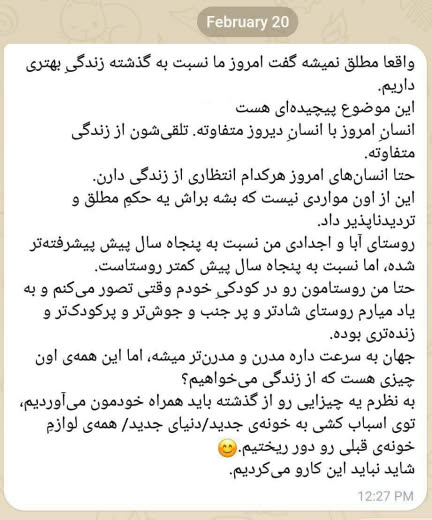 February 20
واقعا مطلق نمیشه گفت امروز ما نسبت به گذشته زندگیِ بهتری
داریم.
این موضوع پیچیده‌ای هست
انسانِ امروز با انسانِ دیروز متفاوته. تلقی‌شون از زندگی
متفاوته.
حتا انسان‌های امروز هرکدام انتظاری از زندگی دارن.
این از اون مواردی نیست که بشه براش یه حکمِ مطلق و
تردیدناپذیر داد.
روستای آبا و اجدادی من نسبت به پنجاه سال پیش پیشرفته‌تر
شده، اما نسبت به پنجاه سال پیش کمتر روستاست.
حتا من روستامون رو در کودکیِ خودم وقتی تصور می‌کنم و به
یاد میارم روستای شادتر و پر جنب و جوش‌تر و پرکودک‌تر و
زنده‌تری بوده.
جهان به سرعت داره مدرن و مدرن‌تر میشه، اما این همه‌ی اون
چیزی هست که از زندگی می‌خواهیم؟
به نظرم یه چیزایی رو از گذشته باید همراه خودمون می‌آوردیم،
توی اسباب کشی به خونه‌ی جدید/دنیای جدید/ همه‌ی لوازمِ
خونه‌ی قبلی رو دور ریختیم.😊
شاید نباید این کارو می‌کردیم.
12:27 PM